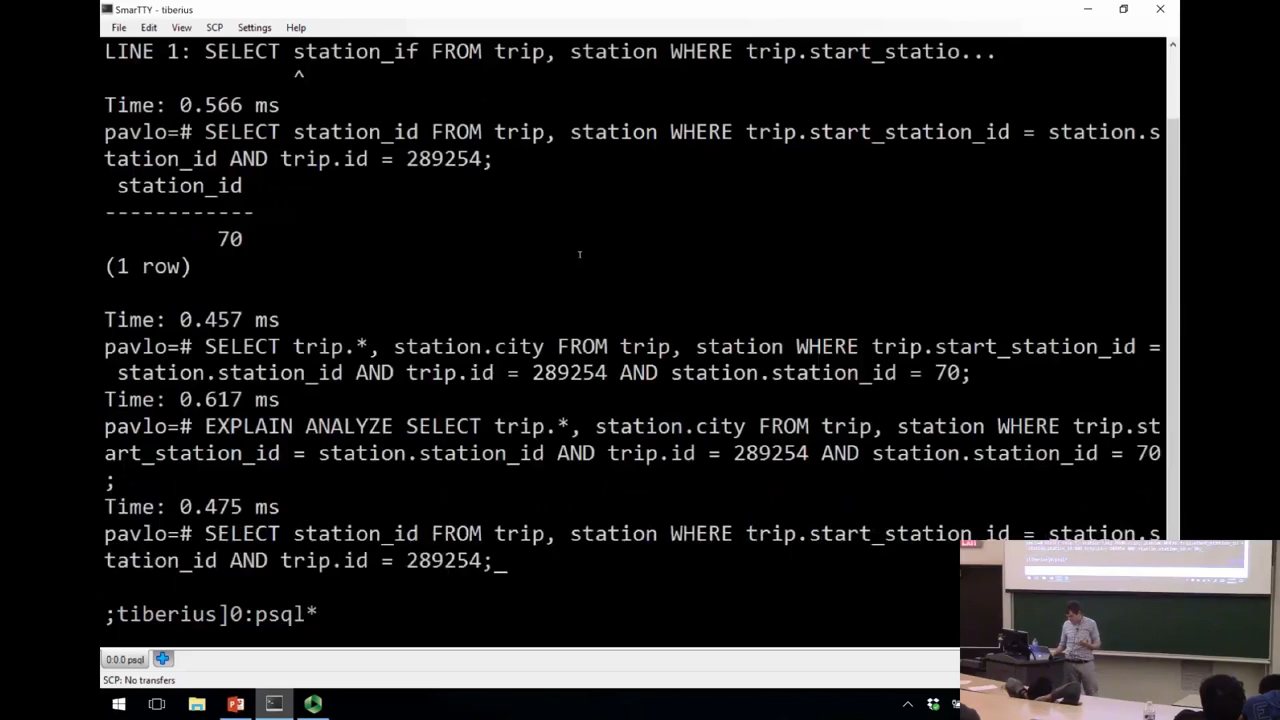 SmarTTY - tiberius
File Edit View SCP Settings Help
LINE 1: SELECT station_if FROM trip, station WHERE trip.start_statio...
^
Time: 0.566 ms
pavlo=# SELECT station_id FROM trip, station WHERE trip.start_station_id = station.s
tation_id AND trip.id = 289254;
station_id
------------
70
(1 row)
Time: 0.457 ms
pavlo=# SELECT trip.*, station.city FROM trip, station WHERE trip.start_station_id =
station.station_id AND trip.id = 289254 AND station.station_id = 70;
Time: 0.617 ms
pavlo=# EXPLAIN ANALYZE SELECT trip.*, station.city FROM trip, station WHERE trip.st
art_station_id = station.station_id AND trip.id = 289254 AND station.station_id = 70
;
Time: 0.475 ms
pavlo=# SELECT station_id FROM trip, station WHERE trip.start_station_id = station.s
tation_id AND trip.id = 289254;_
;tiberius]0:psql*
0:0.0 psql
SCP: No transfers